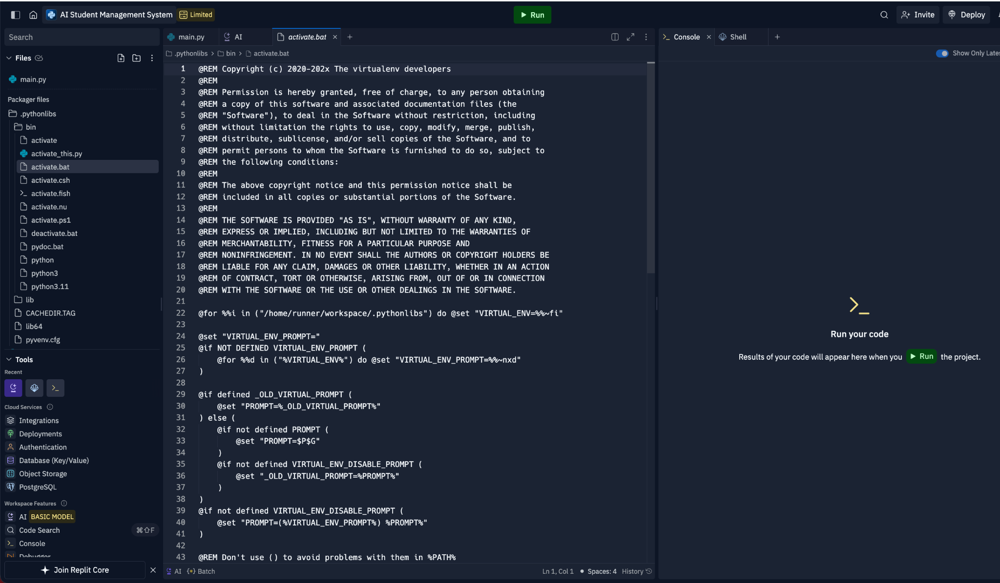 AI Student Management System
Limited
Run
Invite
Deploy
Search
Files
main.py
Packager files
.pythonlibs
bin
activate
activate_this.py
activate.bat
activate.csh
activate.fish
activate.nu
activate.ps1
deactivate.bat
pydoc.bat
python
python3
python3.11
lib
CACHEDIR.TAG
lib64
pyvenv.cfg
Tools
Recent
Cloud Services
Integrations
Deployments
Authentication
Database (Key/Value)
Object Storage
PostgreSQL
Workspace Features
AI BASIC MODEL
Code Search ⌘⇧F
Console
Debugger
Join Replit Core
main.py
AI
activate.bat
.pythonlibs > bin > activate.bat
1 @REM Copyright (c) 2020-202x The virtualenv developers
2 @REM
3 @REM Permission is hereby granted, free of charge, to any person obtaining
4 @REM a copy of this software and associated documentation files (the
5 @REM "Software"), to deal in the Software without restriction, including
6 @REM without limitation the rights to use, copy, modify, merge, publish,
7 @REM distribute, sublicense, and/or sell copies of the Software, and to
8 @REM permit persons to whom the Software is furnished to do so, subject to
9 @REM the following conditions:
10 @REM
11 @REM The above copyright notice and this permission notice shall be
12 @REM included in all copies or substantial portions of the Software.
13 @REM
14 @REM THE SOFTWARE IS PROVIDED "AS IS", WITHOUT WARRANTY OF ANY KIND,
15 @REM EXPRESS OR IMPLIED, INCLUDING BUT NOT LIMITED TO THE WARRANTIES OF
16 @REM MERCHANTABILITY, FITNESS FOR A PARTICULAR PURPOSE AND
17 @REM NONINFRINGEMENT. IN NO EVENT SHALL THE AUTHORS OR COPYRIGHT HOLDERS BE
18 @REM LIABLE FOR ANY CLAIM, DAMAGES OR OTHER LIABILITY, WHETHER IN AN ACTION
19 @REM OF CONTRACT, TORT OR OTHERWISE, ARISING FROM, OUT OF OR IN CONNECTION
20 @REM WITH THE SOFTWARE OR THE USE OR OTHER DEALINGS IN THE SOFTWARE.
21
22 @for %%i in ("/home/runner/workspace/.pythonlibs") do @set "VIRTUAL_ENV=%%~fi"
23
24 @set "VIRTUAL_ENV_PROMPT="
25 @if NOT DEFINED VIRTUAL_ENV_PROMPT (
26 @for %%d in ("%VIRTUAL_ENV%") do @set "VIRTUAL_ENV_PROMPT=%%~nxd"
27 )
28
29 @if defined _OLD_VIRTUAL_PROMPT (
30 @set "PROMPT=%_OLD_VIRTUAL_PROMPT%"
31 ) else (
32 @if not defined PROMPT (
33 @set "PROMPT=$P$G"
34 )
35 @if not defined VIRTUAL_ENV_DISABLE_PROMPT (
36 @set "_OLD_VIRTUAL_PROMPT=%PROMPT%"
37 )
38 )
39 @if not defined VIRTUAL_ENV_DISABLE_PROMPT (
40 @set "PROMPT=(%VIRTUAL_ENV_PROMPT%) %PROMPT%"
41 )
42
43 @REM Don't use () to avoid problems with them in %PATH%
AI {*} Batch
Ln 1, Col 1 • Spaces: 4 History
Console
Shell
Show Only Lates
Run your code
Results of your code will appear here when you Run the project.